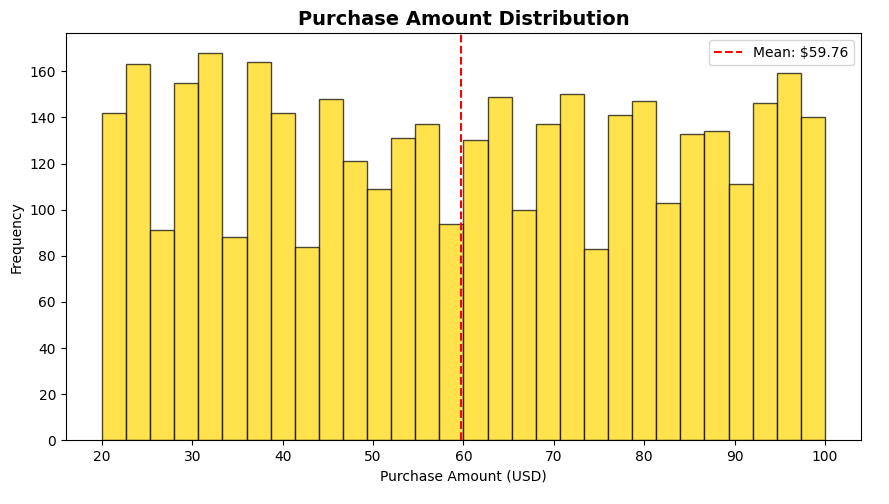 Purchase Amount Distribution
Mean: $59.76
160
140
120
100
80
60
40
20
0
Frequency
20 30 40 50 60 70 80 90 100
Purchase Amount (USD)